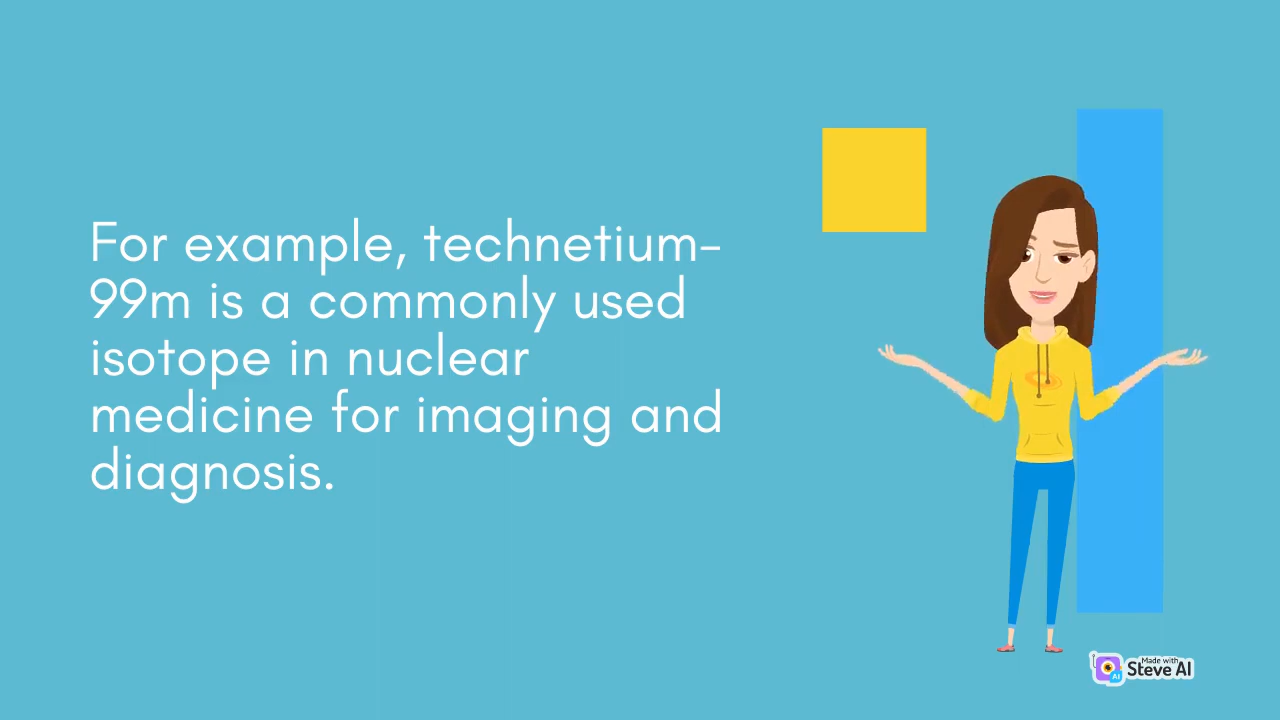 For example, technetium-
99m is a commonly used
isotope in nuclear
medicine for imaging and
diagnosis.
Made with
Steve AI
AI